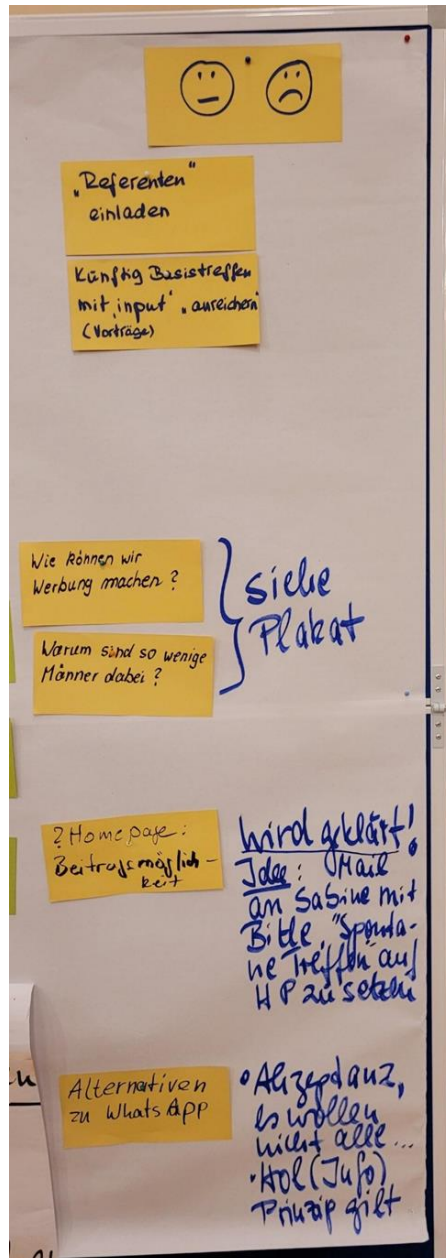 „Referenten"
einladen
Künftig Basistreffen
mit „input" „anreichern"
(Vorträge)
Wie können wir
Werbung machen ?
Warum sind so wenige
Männer dabei ?
siehe
Plakat
? Homepage :
Beitragsmöglich-
keit
wird geklärt!
Idee : Mail
an Sabine mit
Bitte, "Sponta-
ne Treffen" auf
HP zu setzen
Alternativen
zu WhatsApp
• Akzeptanz,
es wollen
nicht alle ...
• Hol (Info)
Prinzip gilt